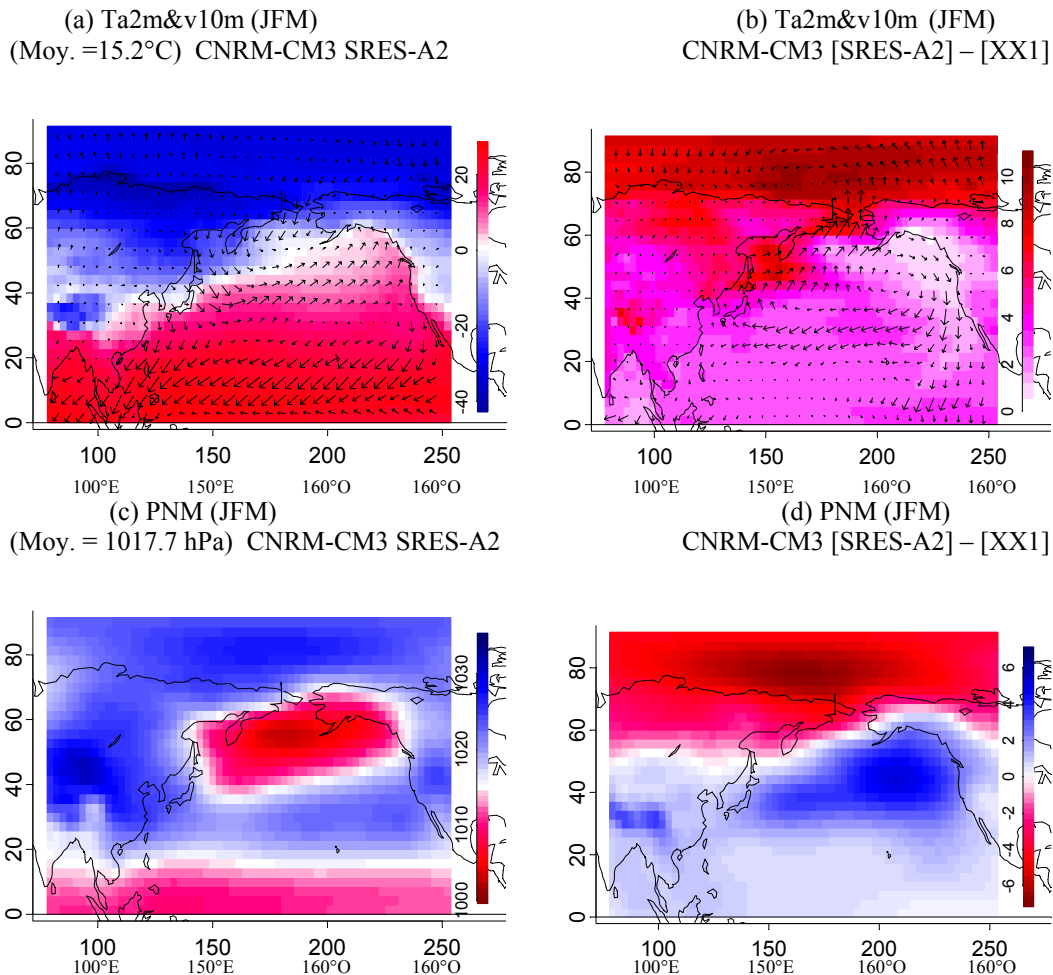 (a) Ta2m&v10m (JFM)
(Moy. =15.2°C) CNRM-CM3 SRES-A2
(b) Ta2m&v10m (JFM)
CNRM-CM3 [SRES-A2] – [XX1]
80
60
40
20
0
20
0
-20
-40
100 150 200 250
100°E 150°E 160°O 160°O
80
60
40
20
0
10
8
6
4
2
0
100 150 200 250
100°E 150°E 160°O 160°O
(c) PNM (JFM)
(Moy. = 1017.7 hPa) CNRM-CM3 SRES-A2
(d) PNM (JFM)
CNRM-CM3 [SRES-A2] – [XX1]
80
60
40
20
0
1030
1020
1010
1000
100 150 200 250
100°E 150°E 160°O 160°O
80
60
40
20
0
6
4
2
0
-2
-4
-6
100 150 200 250
100°E 150°E 160°O 160°O